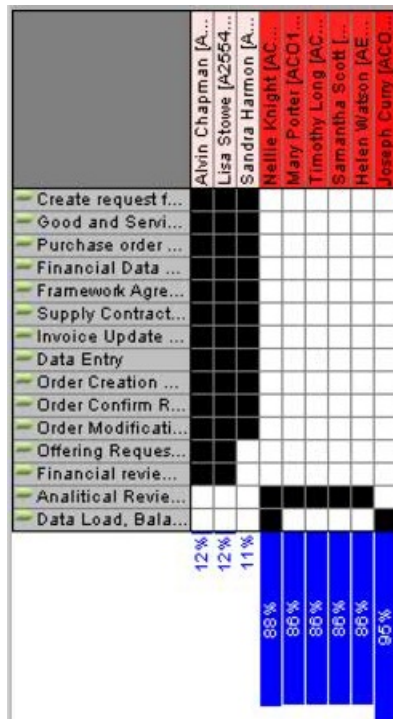 Alvin Chapman [A...
Lisa Stowe [A2554...
Sandra Harmon [A...
Nellie Knight [AC...
Mary Porter [ACO1...
Timothy Long [AC...
Samantha Scott [...
Helen Watson [AE...
Joseph Curry [ACO...
Create request f...
Good and Servi...
Purchase order ...
Financial Data ...
Framework Agre...
Supply Contract...
Invoice Update ...
Data Entry
Order Creation ...
Order Confirm R...
Order Modificati...
Offering Reques...
Financial revie...
Analitical Revie...
Data Load, Bala...
12%
12%
11%
88%
86%
86%
86%
86%
95%